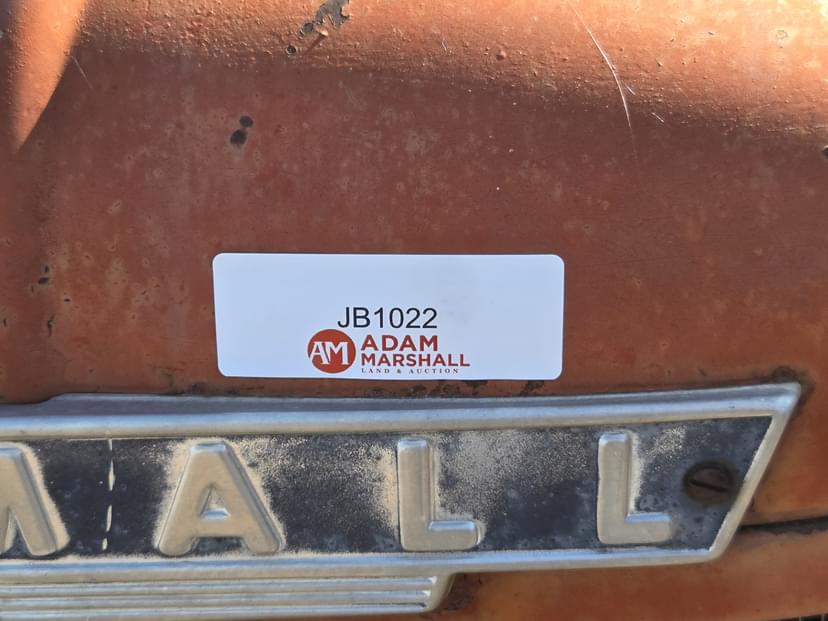 JB1022
AM ADAM
MARSHALL
LAND & AUCTION
MALL